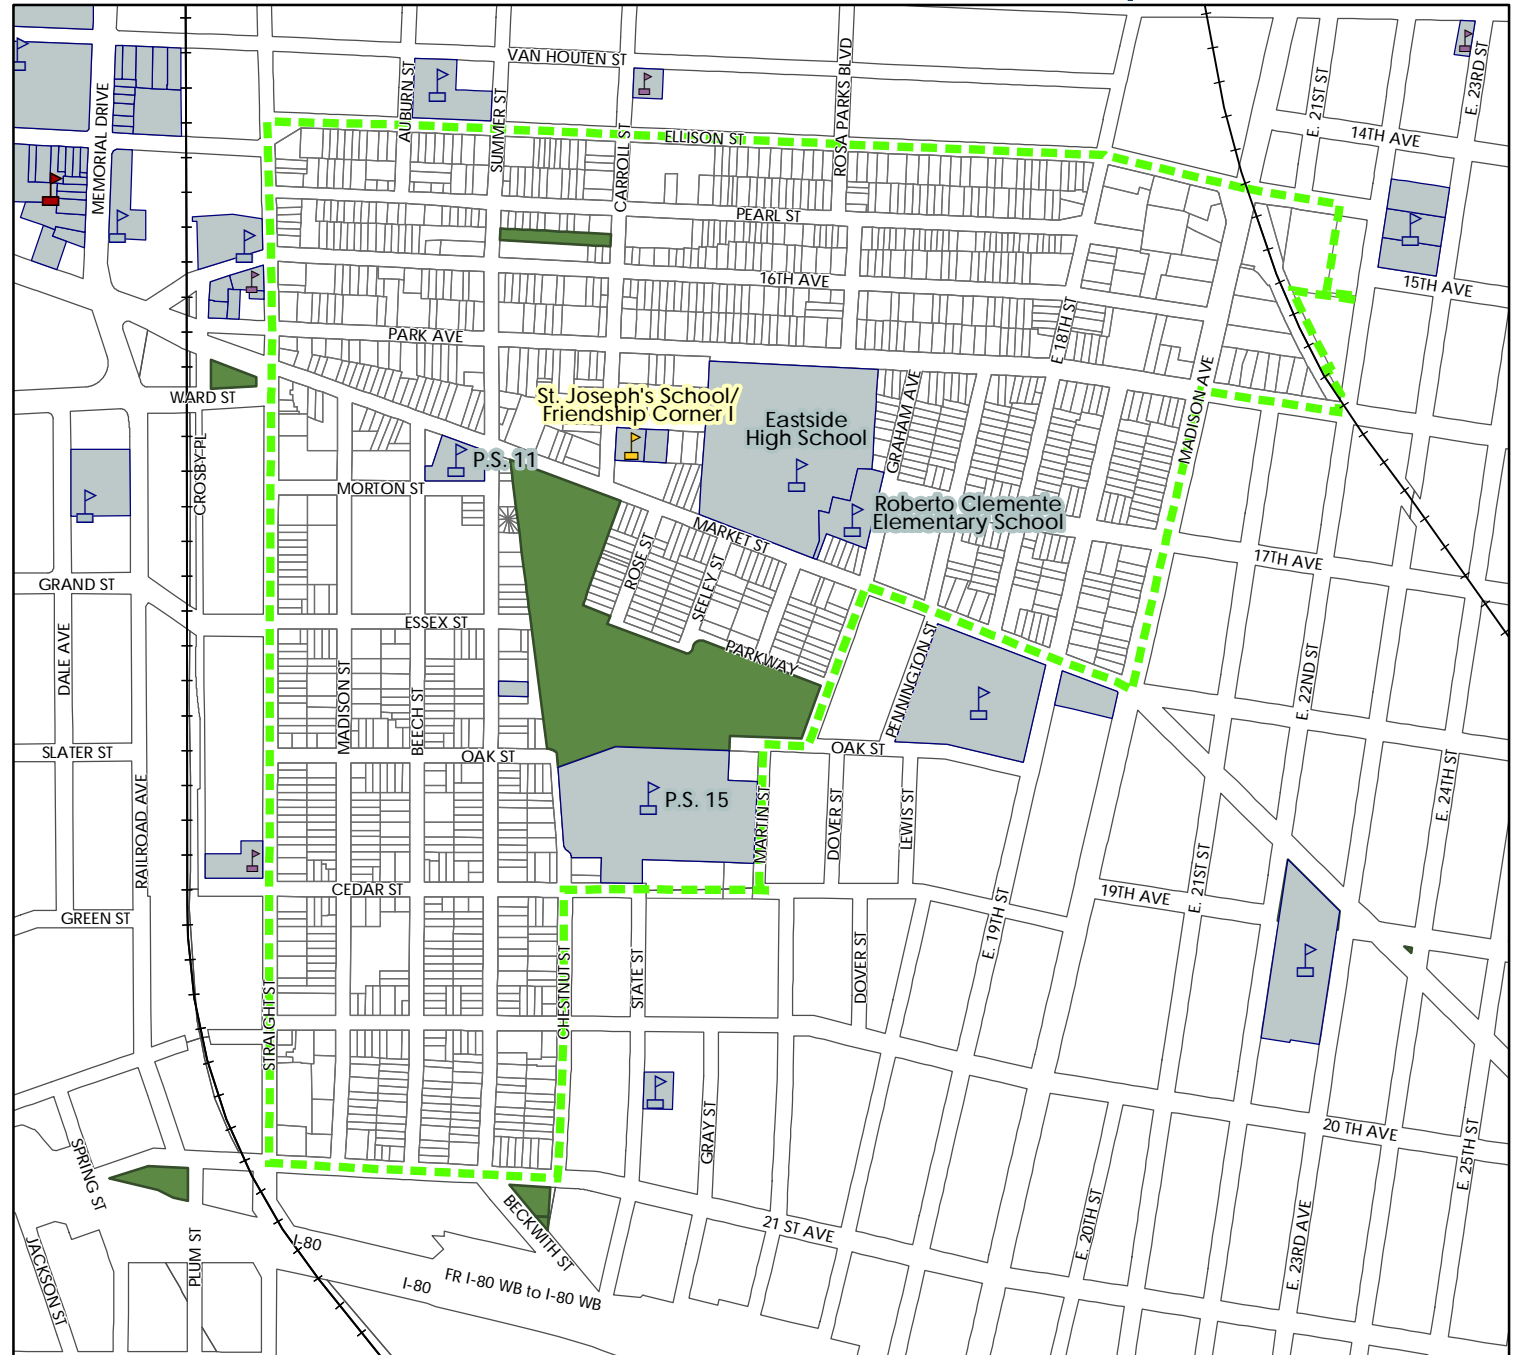 VAN HOUTEN ST
AUBURN ST
SUMMER ST
MEMORIAL DRIVE
CARROLL ST
ELLISON ST
ROSA PARKS BLVD
E. 21ST ST
E. 23RD ST
14TH AVE
PEARL ST
16TH AVE
15TH AVE
PARK AVE
E 18TH ST
WARD ST
St. Joseph's School/
Friendship Corner I
Eastside
High School
GRAHAM AVE
MADISON AVE
P.S. 11
CROSBY PL
MORTON ST
Roberto Clemente
Elementary School
MARKET ST
ROSE ST
SEELEY ST
17TH AVE
GRAND ST
ESSEX ST
DALE AVE
PARKWAY
PENNINGTON ST
MADISON ST
BEECH ST
E. 22ND ST
SLATER ST
OAK ST
OAK ST
RAILROAD AVE
P.S. 15
MARTIN ST
DOVER ST
LEWIS ST
E. 24TH ST
CEDAR ST
E. 21ST ST
19TH AVE
GREEN ST
E. 19TH ST
STRAIGHT ST
CHESTNUT ST
STATE ST
DOVER ST
GRAY ST
20 TH AVE
E. 25TH ST
SPRING ST
BECKWITH ST
21 ST AVE
E. 20TH ST
E. 23RD AVE
JACKSON ST
PLUM ST
I-80
I-80
FR I-80 WB to I-80 WB